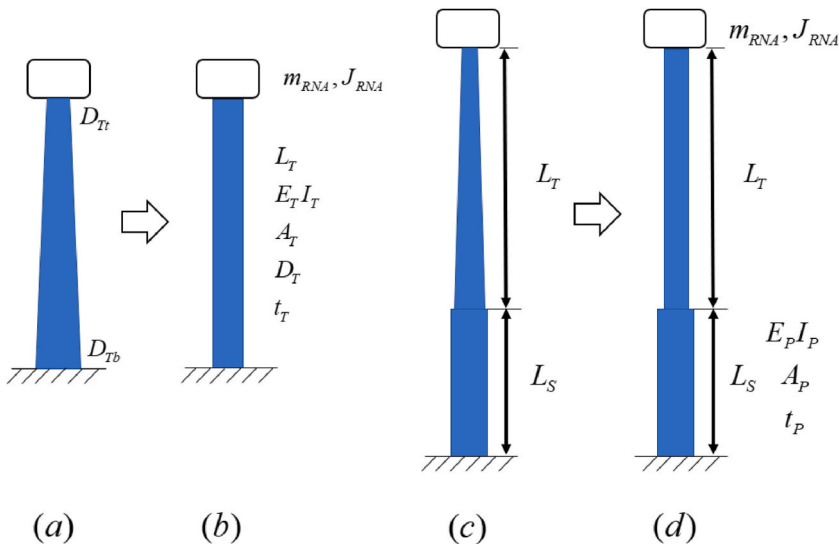 m_RNA, J_RNA
m_RNA, J_RNA
D_Tt
L_T
E_T I_T
A_T
D_T
t_T
L_T
L_T
D_Tb
L_S
L_S
E_P I_P
A_P
t_P
(a)
(b)
(c)
(d)